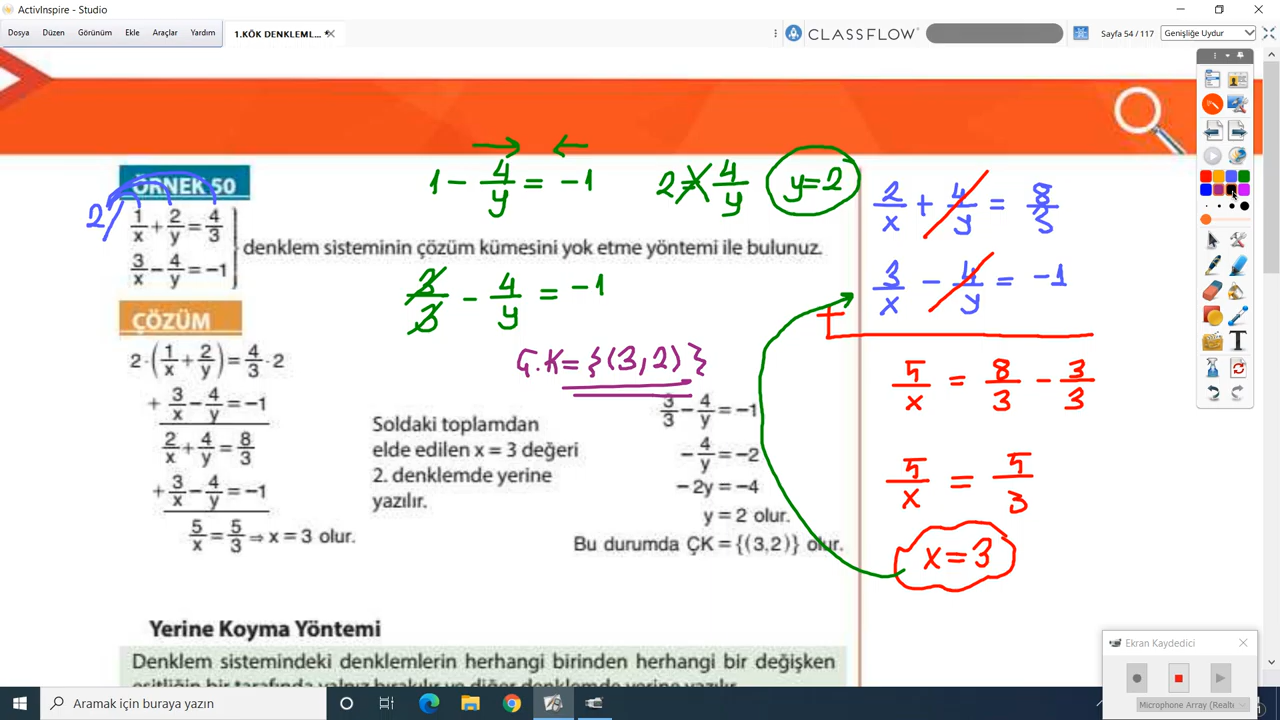 ActivInspire - Studio
Dosya Düzen Görünüm Ekle Araçlar Yardım
1.KÖK DENKLEML...
CLASSFLOW
Sayfa 54 / 117
Genişliğe Uydur
ÖRNEK 50
2/
1/x + 2/y = 4/3
3/x − 4/y = −1
denklem sisteminin çözüm kümesini yok etme yöntemi ile bulunuz.
1 − 4/y = −1
2 = 4/y
y=2
3/3 − 4/y = −1
Ç.K = {(3,2)}
2/x + 4/y = 8/3
3/x − 4/y = −1
+
5/x = 8/3 − 3/3
5/x = 5/3
x=3
ÇÖZÜM
2·(1/x + 2/y) = 4/3 · 2
+ 3/x − 4/y = −1
2/x + 4/y = 8/3
+ 3/x − 4/y = −1
5/x = 5/3 ⇒ x = 3 olur.
Soldaki toplamdan
elde edilen x = 3 değeri
2. denklemde yerine
yazılır.
3/3 − 4/y = −1
− 4/y = −2
− 2y = −4
y = 2 olur.
Bu durumda ÇK = {(3,2)} olur.
Yerine Koyma Yöntemi
Denklem sistemindeki denklemlerin herhangi birinden herhangi bir değişken
Ekran Kaydedici
Microphone Array (Realte
Aramak için buraya yazın